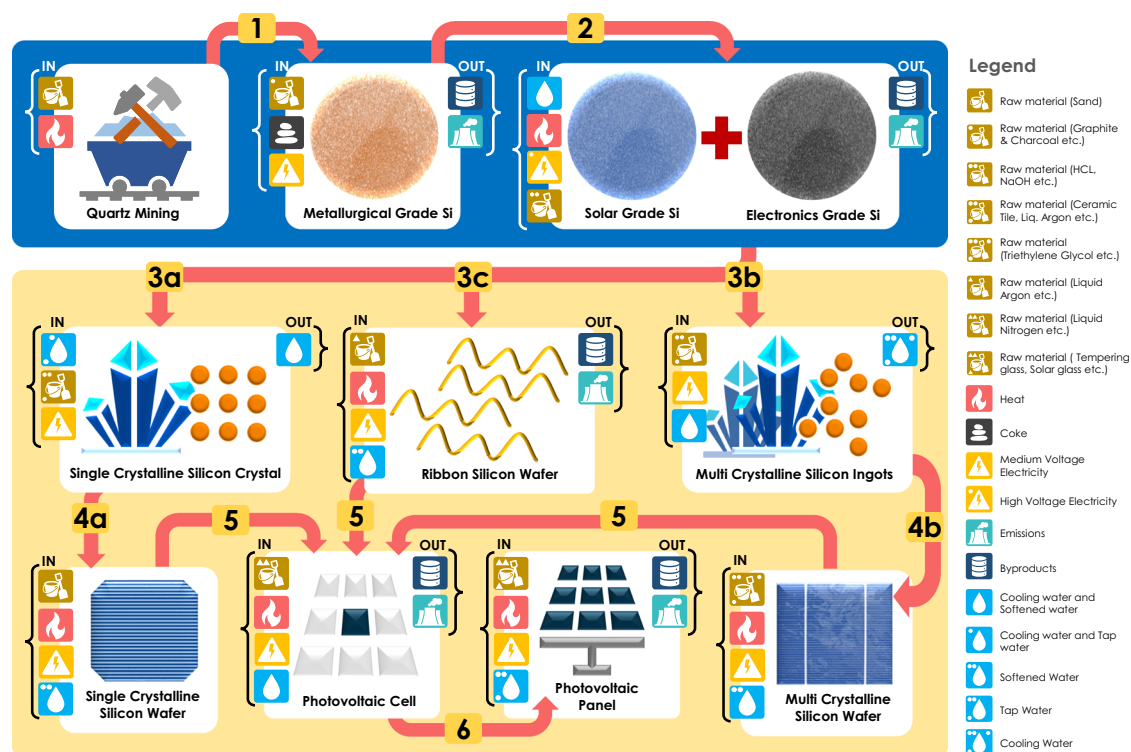 1
2
IN
Quartz Mining
IN
OUT
Metallurgical Grade Si
IN
OUT
Solar Grade Si
Electronics Grade Si
3a
3c
3b
IN
OUT
Single Crystalline Silicon Crystal
IN
OUT
Ribbon Silicon Wafer
IN
OUT
Multi Crystalline Silicon Ingots
4a
5
5
5
4b
IN
Single Crystalline
Silicon Wafer
IN
OUT
Photovoltaic Cell
IN
OUT
Photovoltaic
Panel
IN
Multi Crystalline
Silicon Wafer
6
Legend
Raw material (Sand)
Raw material (Graphite
& Charcoal etc.)
Raw material (HCL,
NaOH etc.)
Raw material (Ceramic
Tile, Liq. Argon etc.)
Raw material
(Triethylene Glycol etc.)
Raw material (Liquid
Argon etc.)
Raw material (Liquid
Nitrogen etc.)
Raw material ( Tempering
glass, Solar glass etc.)
Heat
Coke
Medium Voltage
Electricity
High Voltage Electricity
Emissions
Byproducts
Cooling water and
Softened water
Cooling water and Tap
water
Softened Water
Tap Water
Cooling Water